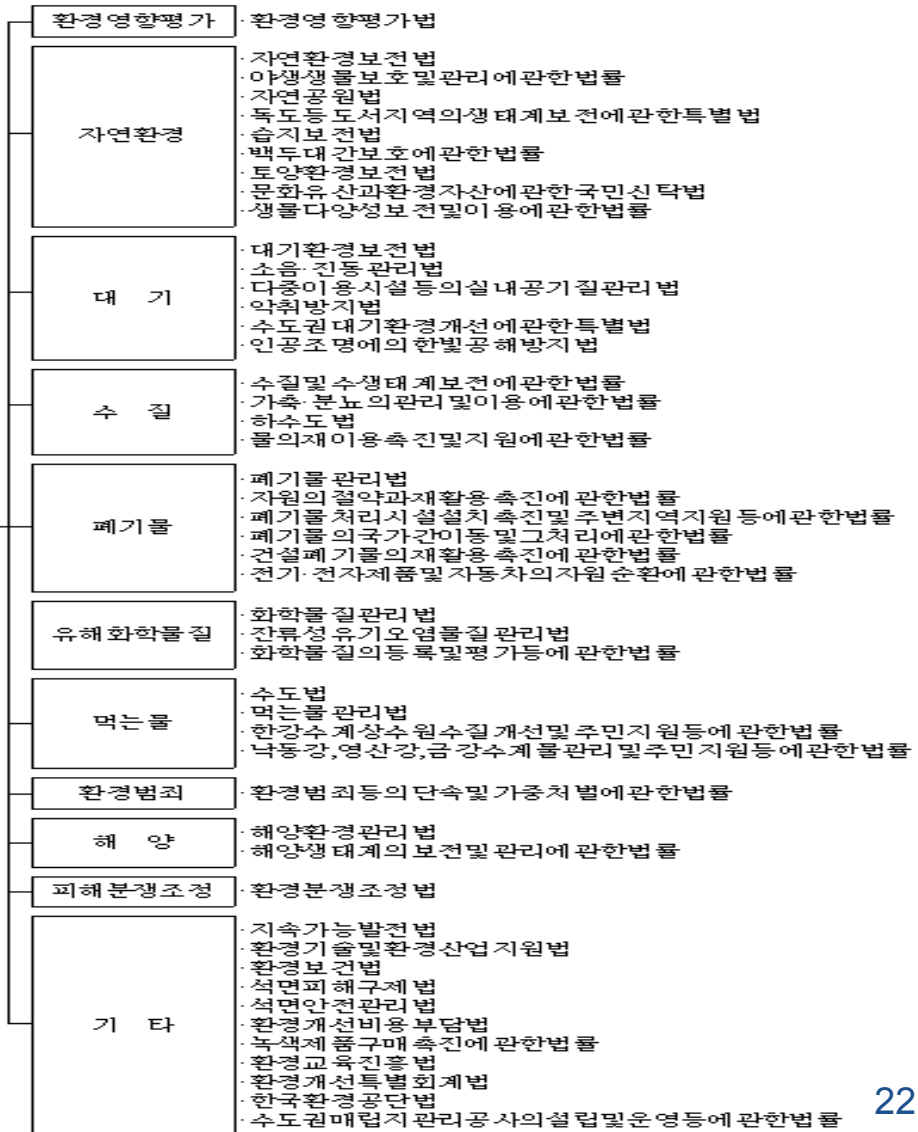 환경영향평가 ·환경영향평가법
·자연환경보전법
·야생생물보호및관리에관한법률
·자연공원법
·독도등도서지역의생태계보전에관한특별법
자연환경 ·습지보전법
·백두대간보호에관한법률
·토양환경보전법
·문화유산과환경자산에관한국민신탁법
·생물다양성보전및이용에관한법률
·대기환경보전법
·소음·진동관리법
대 기 ·다중이용시설등의실내공기질관리법
·악취방지법
·수도권대기환경개선에관한특별법
·인공조명에의한빛공해방지법
·수질및수생태계보전에관한법률
수 질 ·가축·분뇨의관리및이용에관한법률
·하수도법
·물의재이용촉진및지원에관한법률
·폐기물관리법
·자원의절약과재활용촉진에관한법률
폐기물 ·폐기물처리시설설치촉진및주변지역지원등에관한법률
·폐기물의국가간이동및그처리에관한법률
·건설폐기물의재활용촉진에관한법률
·전기·전자제품및자동차의자원순환에관한법률
·화학물질관리법
유해화학물질 ·잔류성유기오염물질관리법
·화학물질의등록및평가등에관한법률
·수도법
먹는물 ·먹는물관리법
·한강수계상수원수질개선및주민지원등에관한법률
·낙동강,영산강,금강수계물관리및주민지원등에관한법률
환경범죄 ·환경범죄등의단속및가중처벌에관한법률
해 양 ·해양환경관리법
·해양생태계의보전및관리에관한법률
피해분쟁조정 ·환경분쟁조정법
·지속가능발전법
·환경기술및환경산업지원법
·환경보건법
·석면피해구제법
·석면안전관리법
기 타 ·환경개선비용부담법
·녹색제품구매촉진에관한법률
·환경교육진흥법
·환경개선특별회계법
·한국환경공단법
·수도권매립지관리공사의설립및운영등에관한법률
22